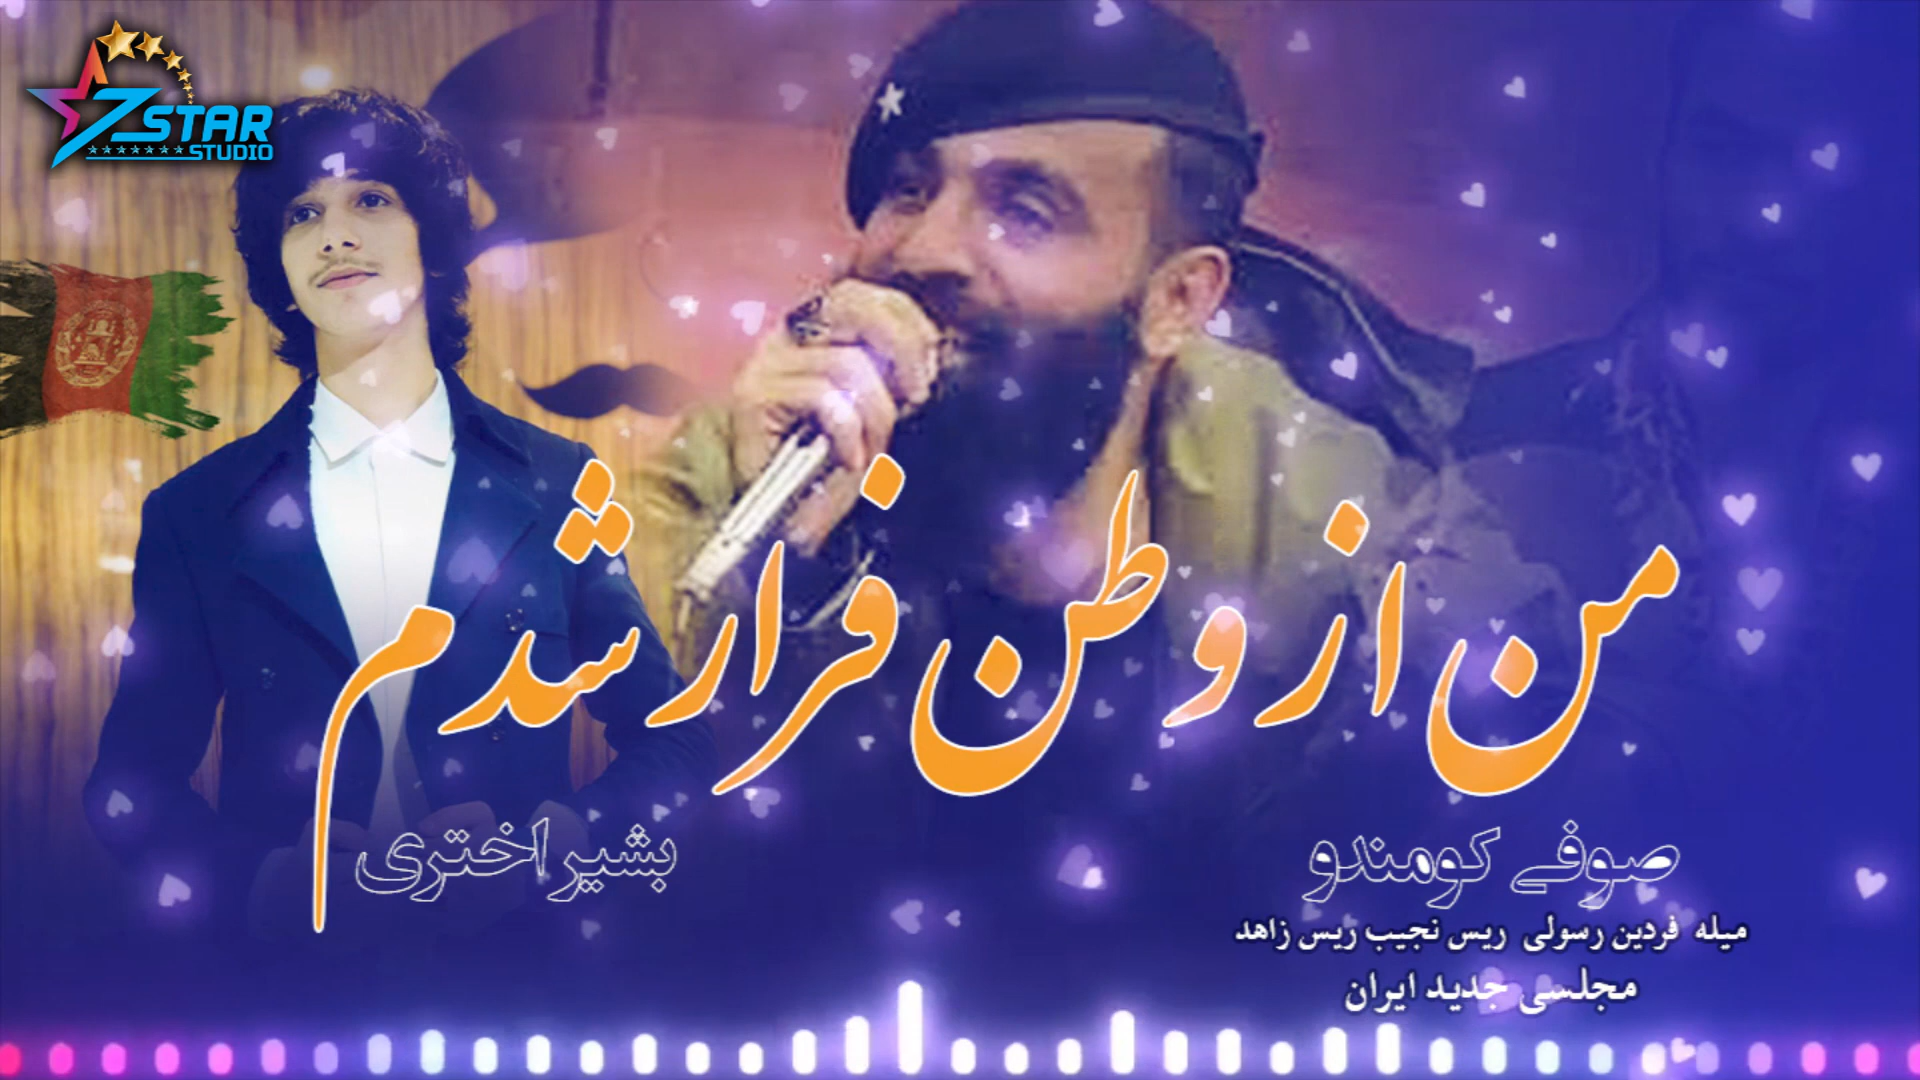 7STAR
STUDIO
من از وطن فرار شدم
صوفی کومندو
بشیر اختری
میله فردین رسولی ریس نجیب ریس زاهد
مجلسی جدید ایران